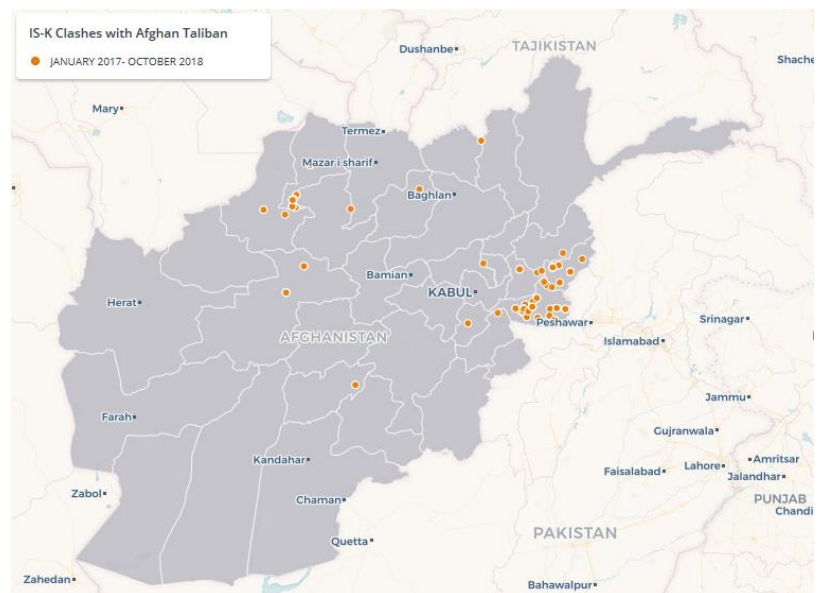 IS-K Clashes with Afghan Taliban
JANUARY 2017- OCTOBER 2018
Dushanbe
TAJIKISTAN
Shache
Mary
Termez
Mazar i sharif
Baghlan
Bamian
KABUL
Herat
Peshawar
Srinagar
AFGHANISTAN
Islamabad
Jammu
Farah
Gujranwala
Kandahar
Faisalabad
Lahore
Amritsar
Jalandhar
Zabol
Chaman
PUNJAB
Chandi
Quetta
PAKISTAN
Zahedan
Bahawalpur